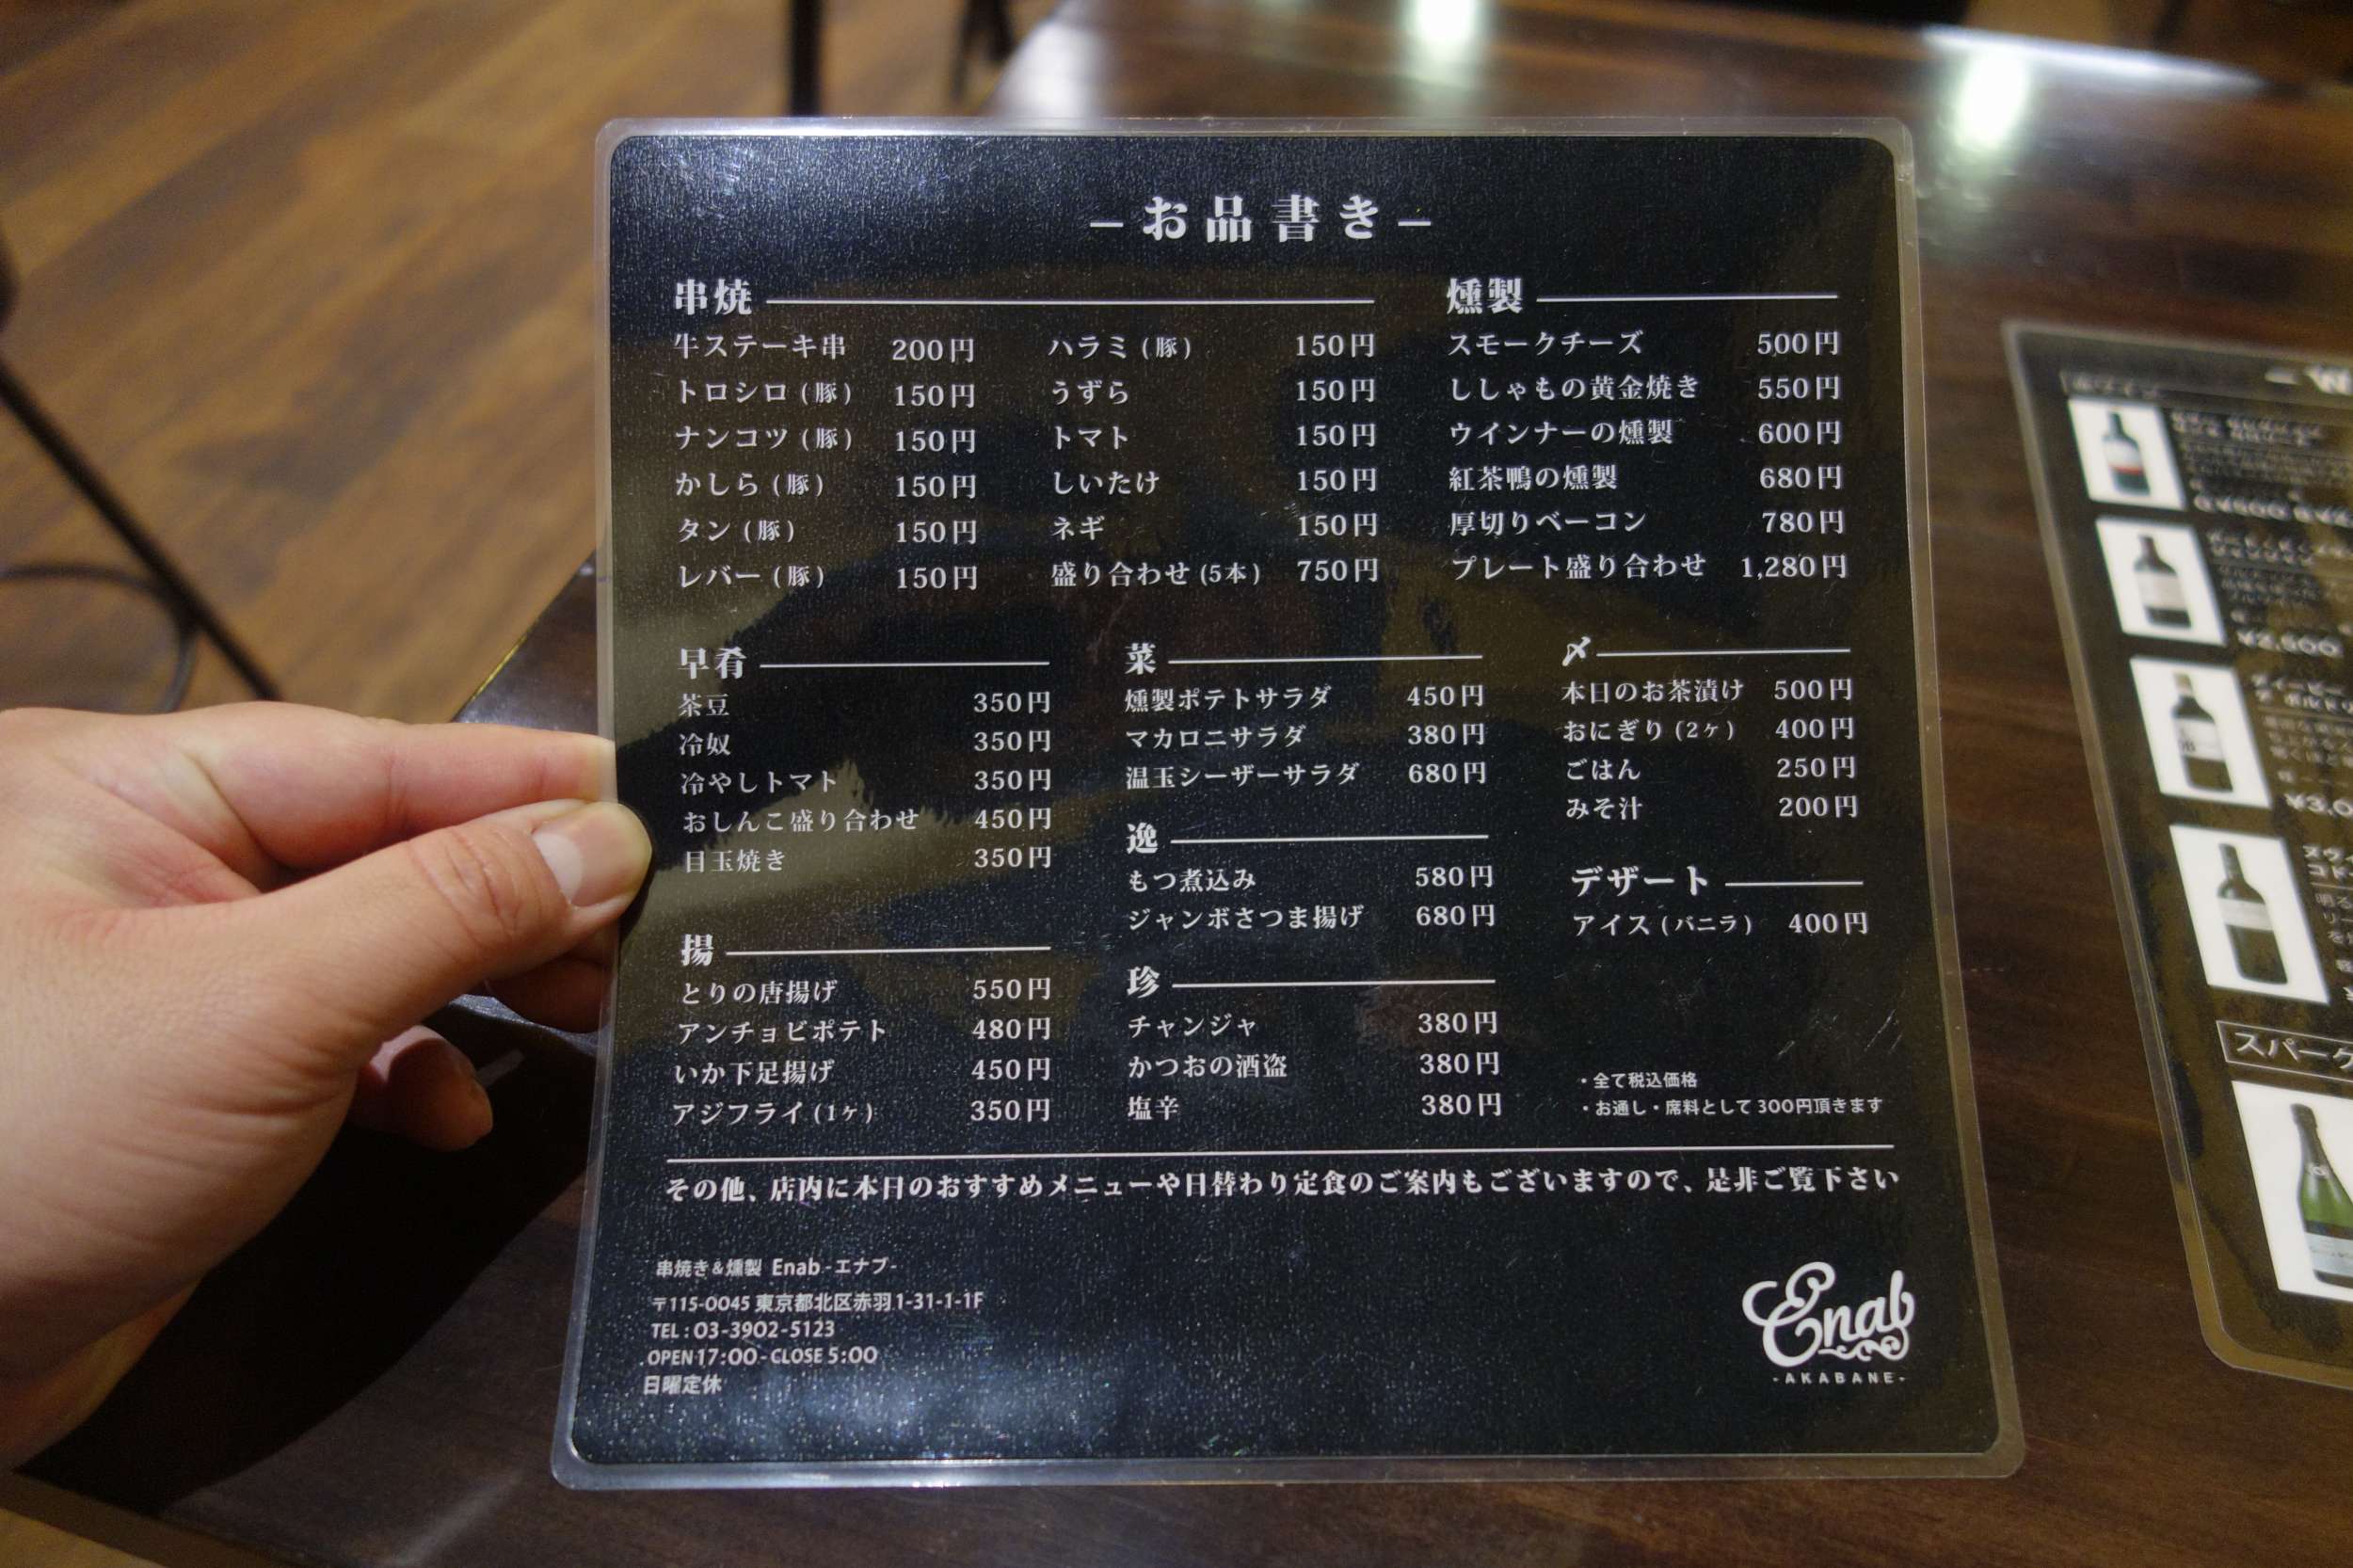 – お品書き –
串焼
牛ステーキ串 200円
トロシロ (豚) 150円
ナンコツ (豚) 150円
かしら (豚) 150円
タン (豚) 150円
レバー (豚) 150円
ハラミ (豚) 150円
うずら 150円
トマト 150円
しいたけ 150円
ネギ 150円
盛り合わせ (5本) 750円
燻製
スモークチーズ 500円
ししゃもの黄金焼き 550円
ウインナーの燻製 600円
紅茶鴨の燻製 680円
厚切りベーコン 780円
プレート盛り合わせ 1,280円
早肴
茶豆 350円
冷奴 350円
冷やしトマト 350円
おしんこ盛り合わせ 450円
目玉焼き 350円
揚
とりの唐揚げ 550円
アンチョビポテト 480円
いか下足揚げ 450円
アジフライ (1ヶ) 350円
菜
燻製ポテトサラダ 450円
マカロニサラダ 380円
温玉シーザーサラダ 680円
逸
もつ煮込み 580円
ジャンボさつま揚げ 680円
珍
チャンジャ 380円
かつおの酒盗 380円
塩辛 380円
〆
本日のお茶漬け 500円
おにぎり (2ヶ) 400円
ごはん 250円
みそ汁 200円
デザート
アイス (バニラ) 400円
・全て税込価格
・お通し・席料として300円頂きます
その他、店内に本日のおすすめメニューや日替わり定食のご案内もございますので、是非ご覧下さい
串焼き&燻製 Enab -エナブ-
〒115-0045 東京都北区赤羽1-31-1-1F
TEL : 03-3902-5123
OPEN 17:00 - CLOSE 5:00
日曜定休
Enab
-AKABANE-
スパーク